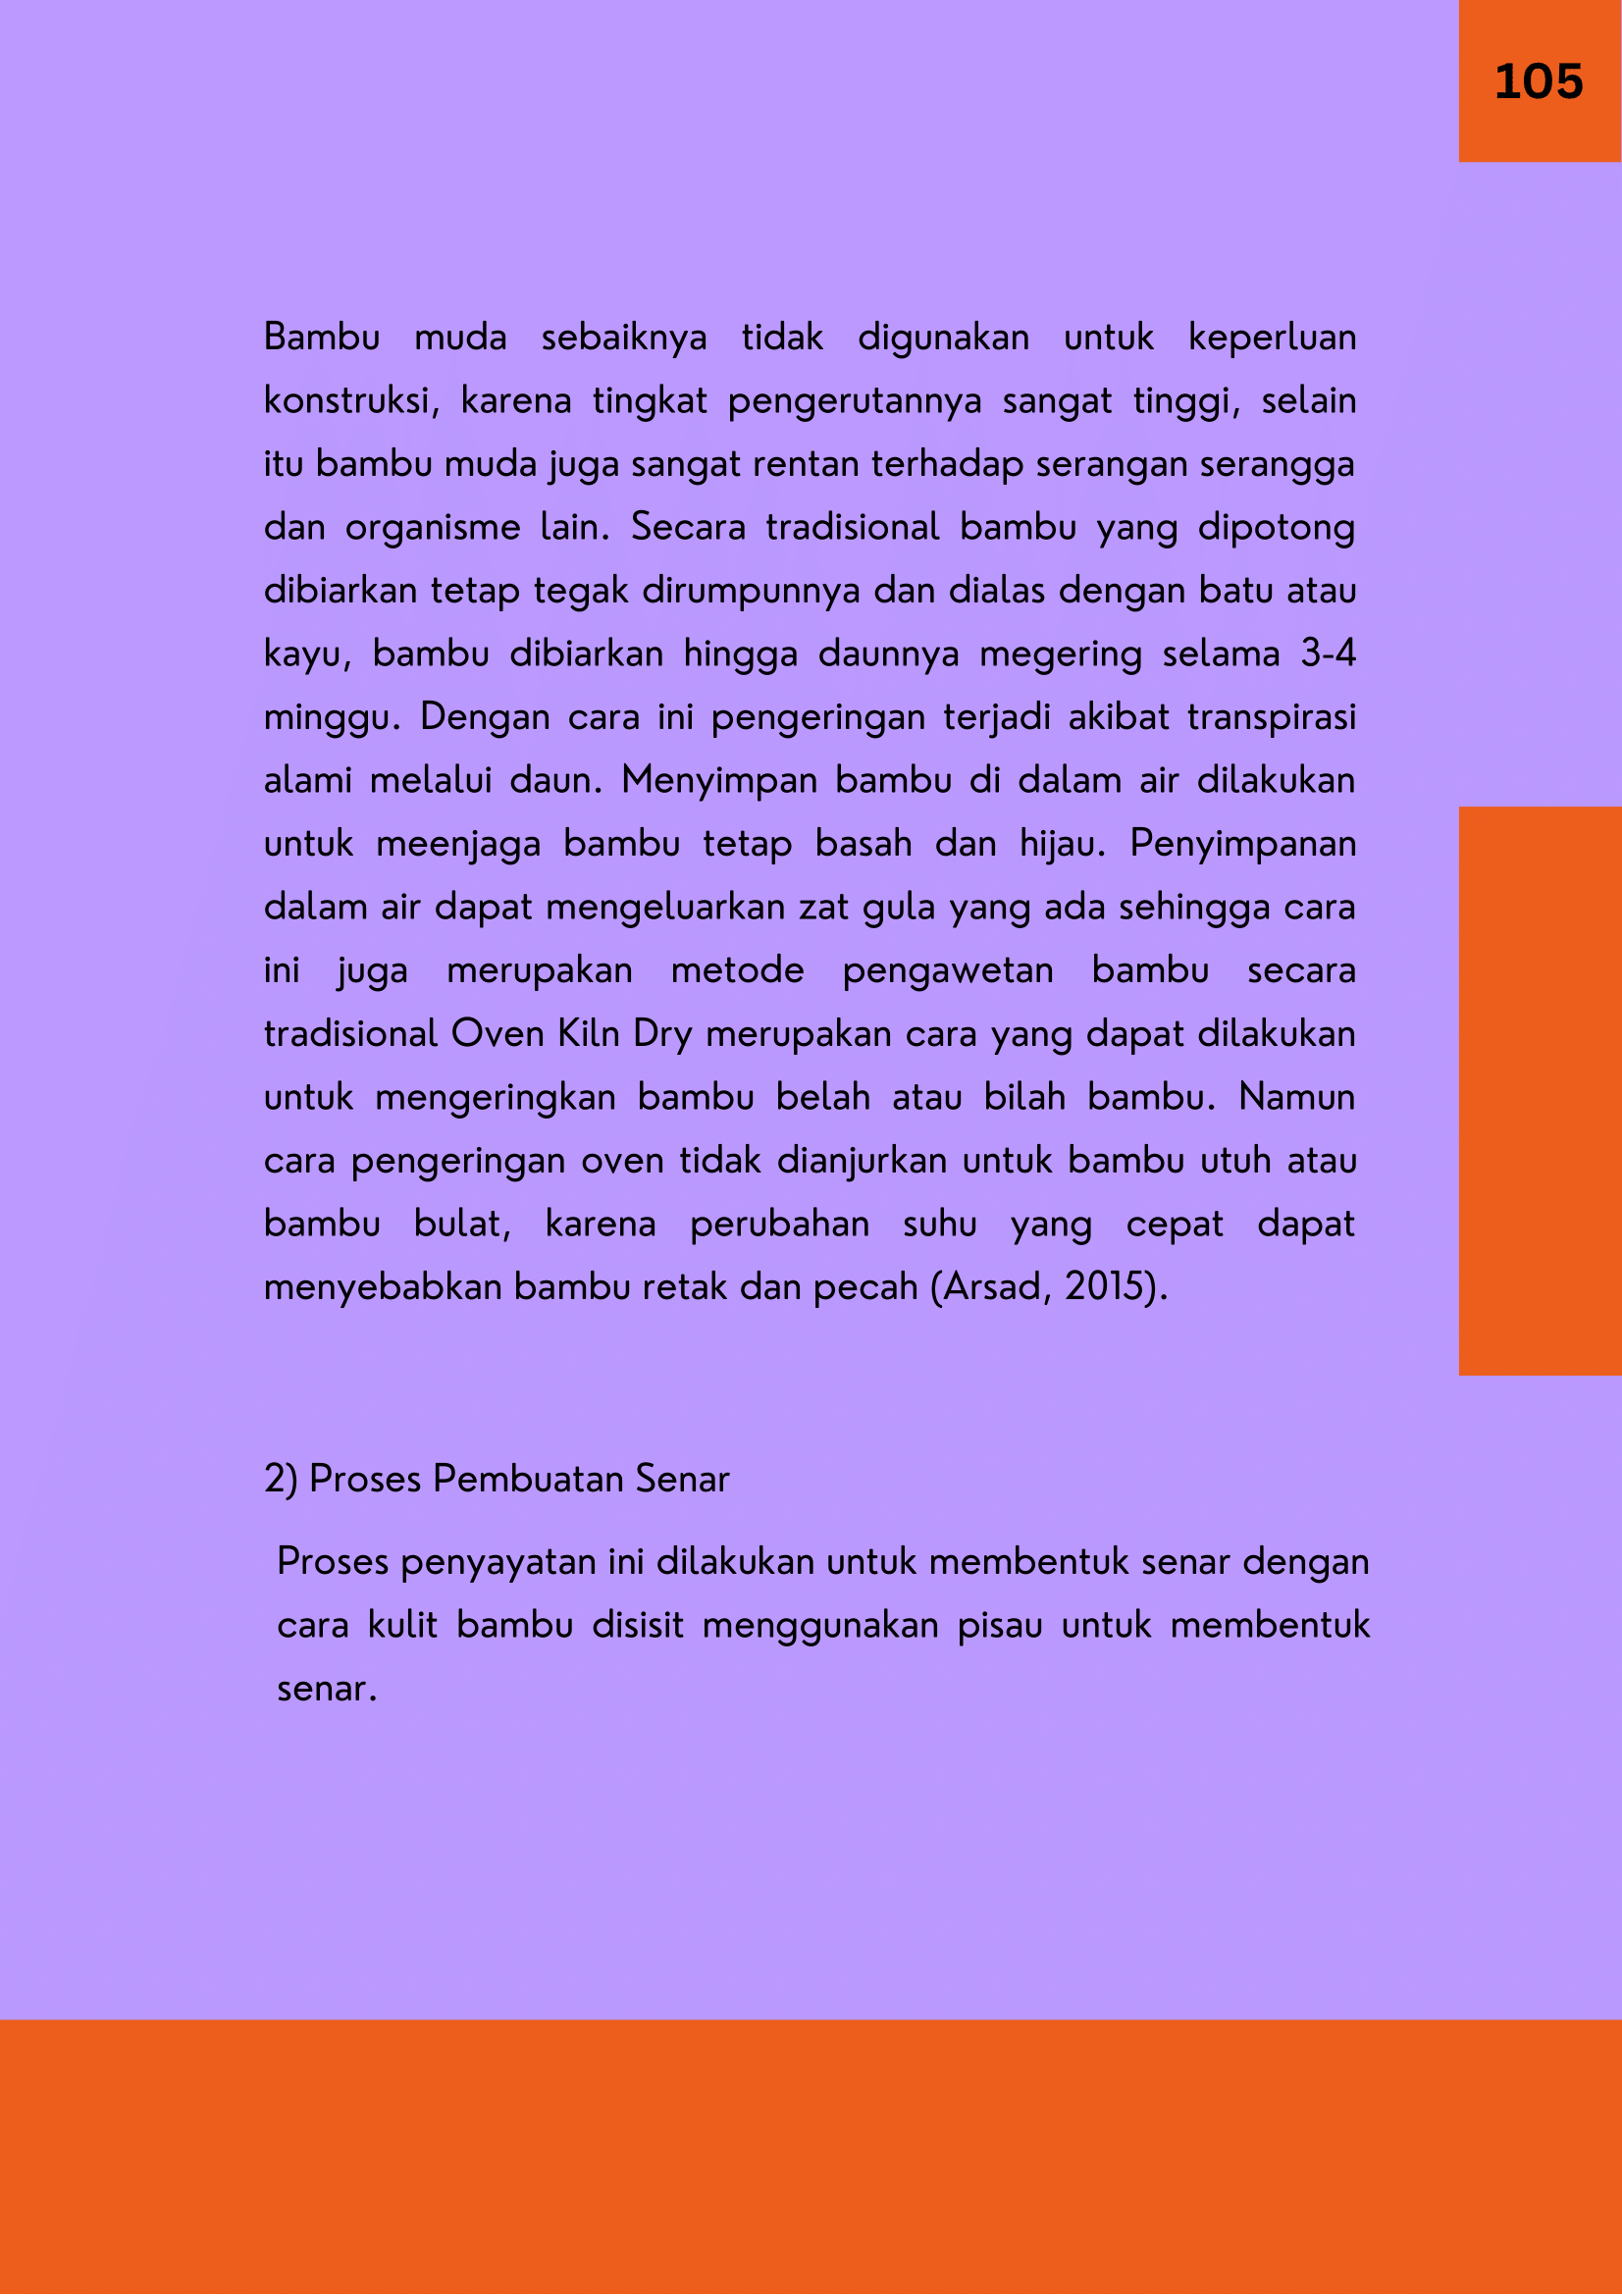 105
Bambu muda sebaiknya tidak digunakan untuk keperluan
konstruksi, karena tingkat pengerutannya sangat tinggi, selain
itu bambu muda juga sangat rentan terhadap serangan serangga
dan organisme lain. Secara tradisional bambu yang dipotong
dibiarkan tetap tegak dirumpunnya dan dialas dengan batu atau
kayu, bambu dibiarkan hingga daunnya megering selama 3-4
minggu. Dengan cara ini pengeringan terjadi akibat transpirasi
alami melalui daun. Menyimpan bambu di dalam air dilakukan
untuk meenjaga bambu tetap basah dan hijau. Penyimpanan
dalam air dapat mengeluarkan zat gula yang ada sehingga cara
ini juga merupakan metode pengawetan bambu secara
tradisional Oven Kiln Dry merupakan cara yang dapat dilakukan
untuk mengeringkan bambu belah atau bilah bambu. Namun
cara pengeringan oven tidak dianjurkan untuk bambu utuh atau
bambu bulat, karena perubahan suhu yang cepat dapat
menyebabkan bambu retak dan pecah (Arsad, 2015).
2) Proses Pembuatan Senar
Proses penyayatan ini dilakukan untuk membentuk senar dengan
cara kulit bambu disisit menggunakan pisau untuk membentuk
senar.